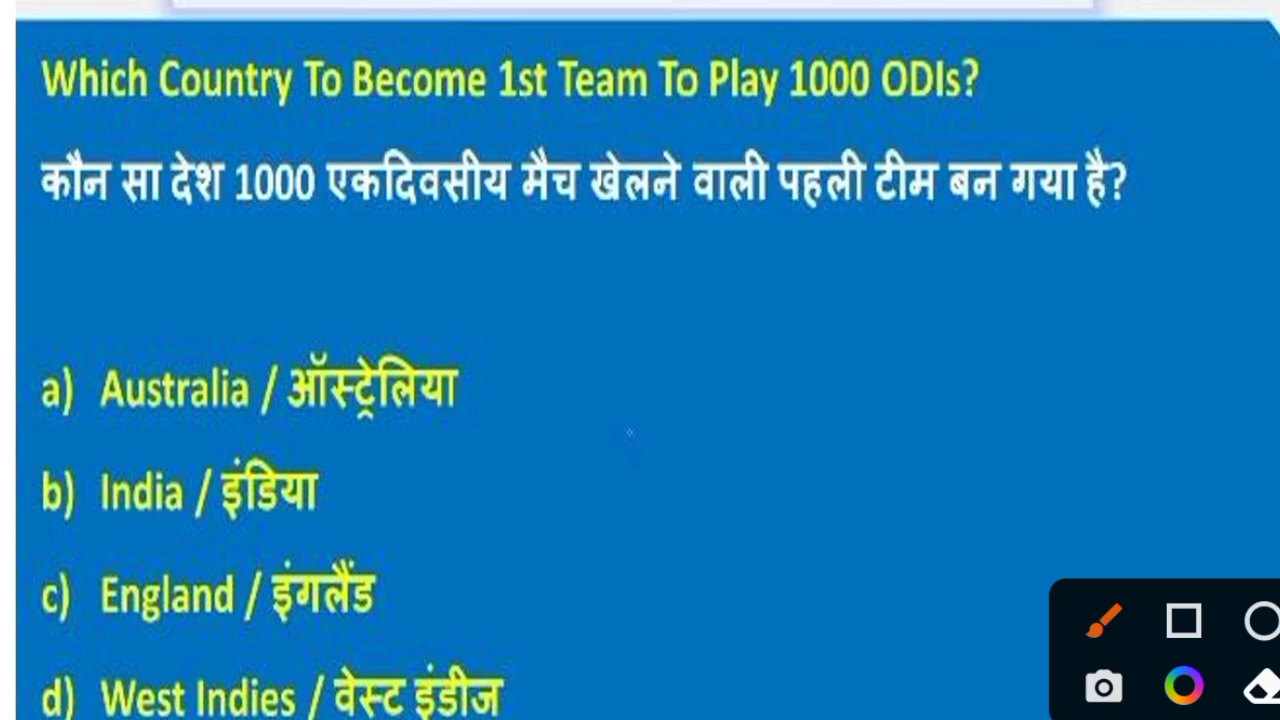 Which Country To Become 1st Team To Play 1000 ODIs?
कौन सा देश 1000 एकदिवसीय मैच खेलने वाली पहली टीम बन गया है?
a) Australia / ऑस्ट्रेलिया
b) India / इंडिया
c) England / इंगलैंड
d) West Indies / वेस्ट इंडीज